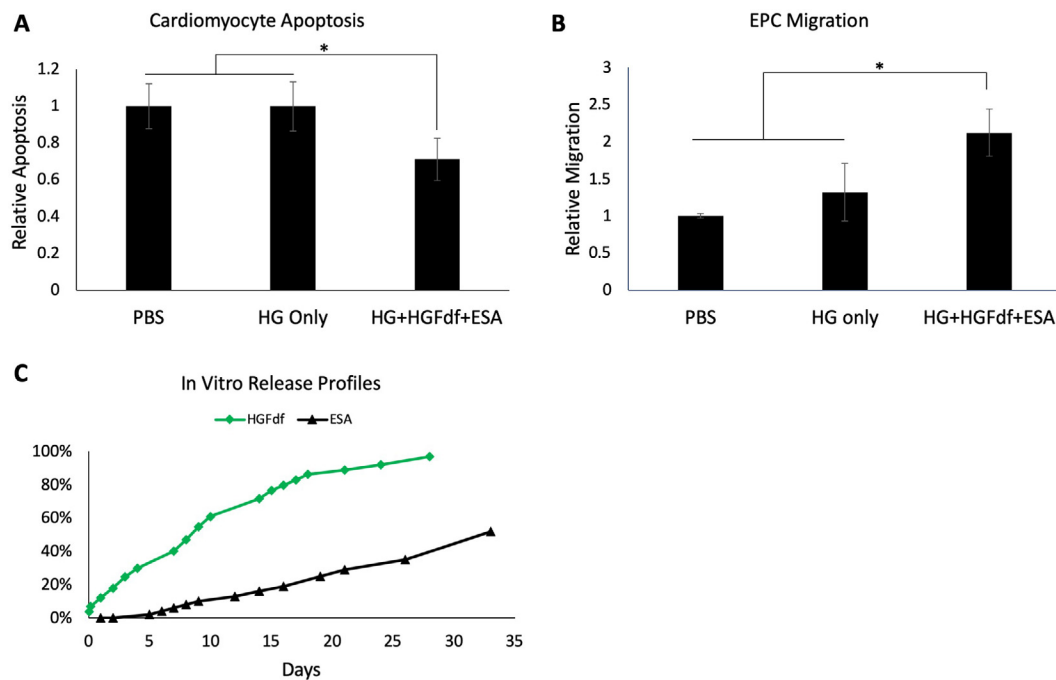 A
Cardiomyocyte Apoptosis
*
1.2
1
0.8
0.6
0.4
0.2
0
Relative Apoptosis
PBS
HG Only
HG+HGFdf+ESA
B
EPC Migration
*
3
2.5
2
1.5
1
0.5
0
Relative Migration
PBS
HG only
HG+HGFdf+ESA
C
In Vitro Release Profiles
HGFdf
ESA
100%
80%
60%
40%
20%
0%
0 5 10 15 20 25 30 35
Days